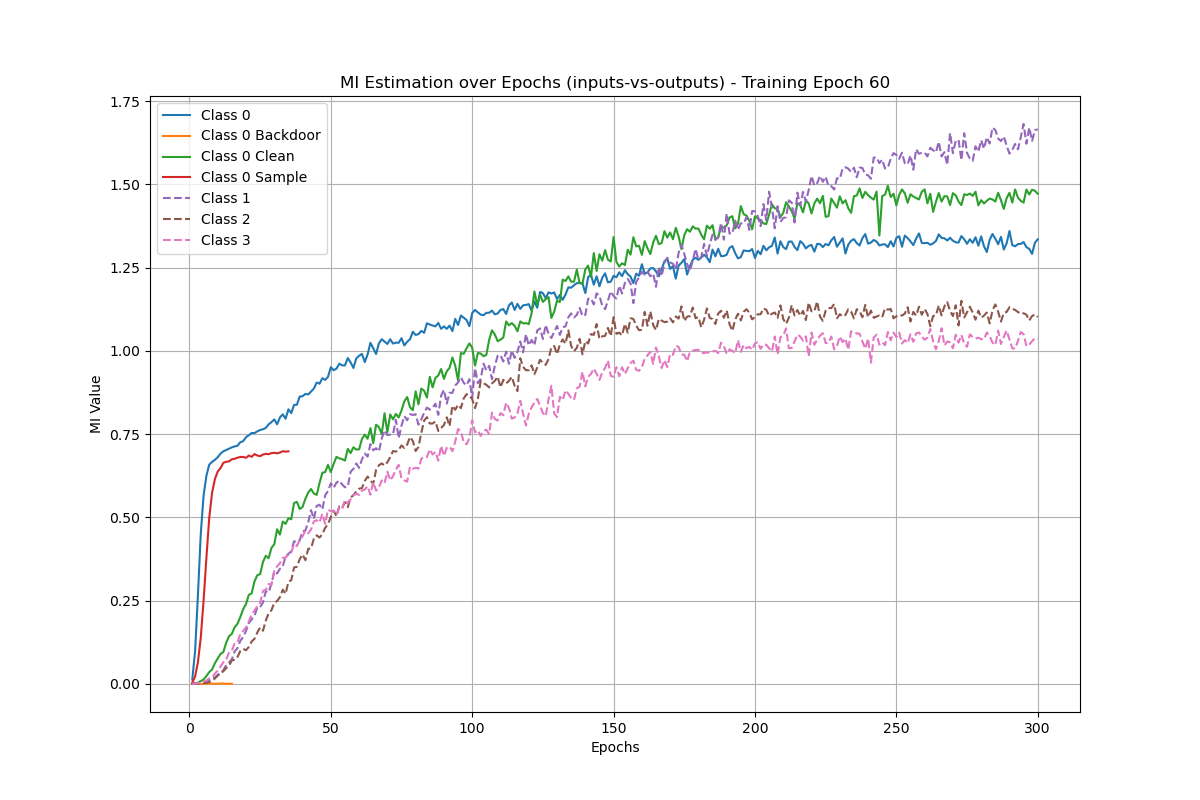 MI Estimation over Epochs (inputs-vs-outputs) - Training Epoch 60
1.75
1.50
1.25
1.00
0.75
0.50
0.25
0.00
MI Value
Class 0
Class 0 Backdoor
Class 0 Clean
Class 0 Sample
Class 1
Class 2
Class 3
0 50 100 150 200 250 300
Epochs